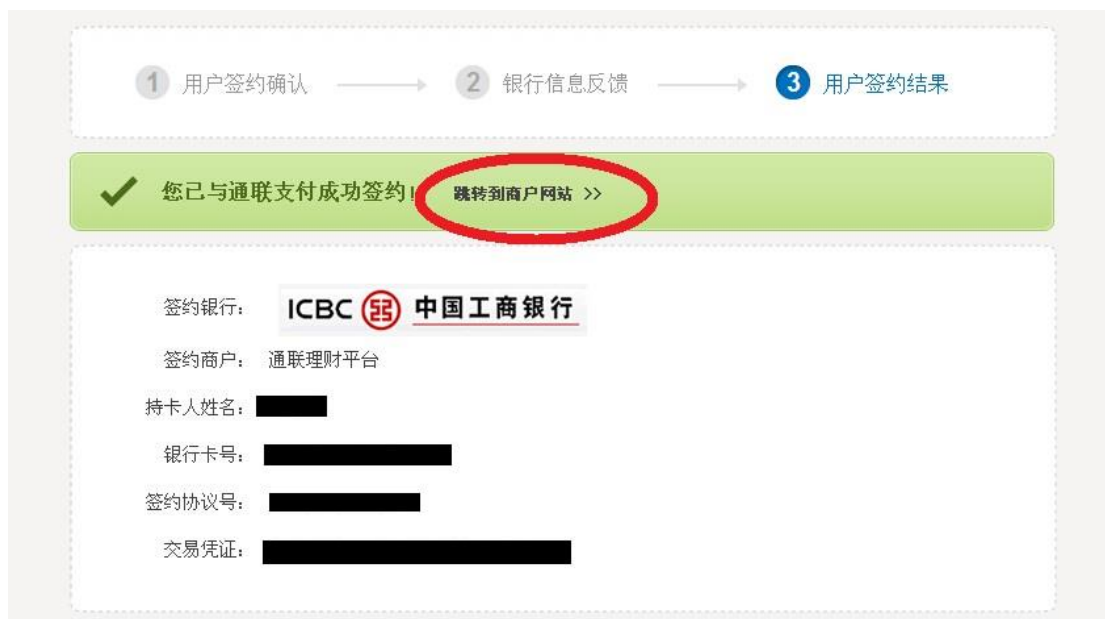 1 用户签约确认 2 银行信息反馈 3 用户签约结果
您已与通联支付成功签约! 跳转到商户网站 >>
签约银行: ICBC 中国工商银行
签约商户: 通联理财平台
持卡人姓名:
银行卡号:
签约协议号:
交易凭证: